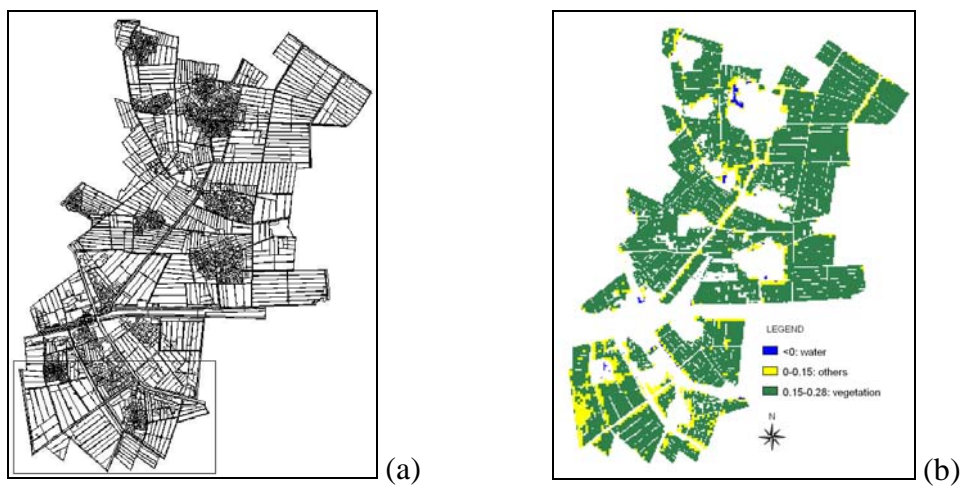 LEGEND
<0: water
0-0.15: others
0.15-0.28: vegetation
N
(a)
(b)